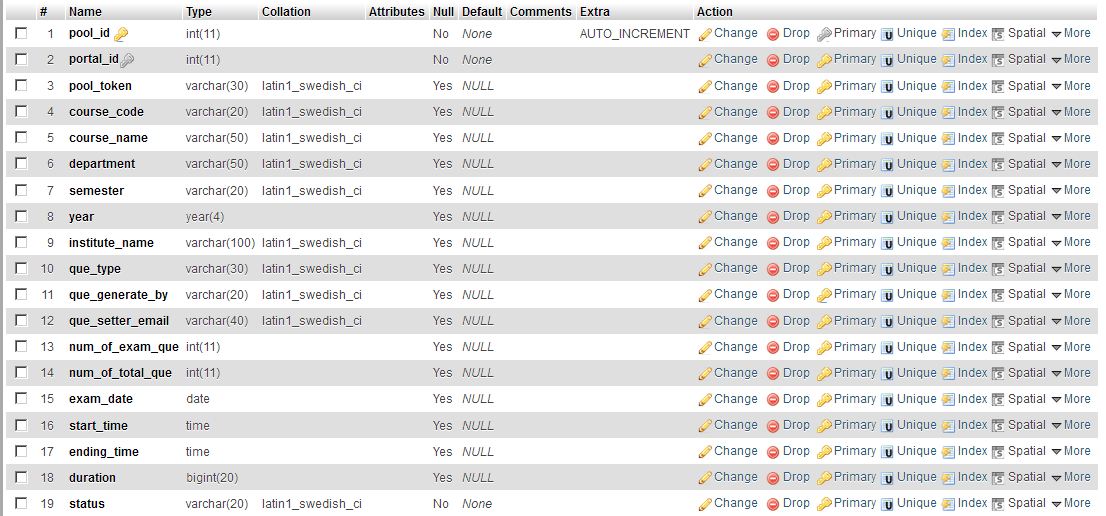 # Name Type Collation Attributes Null Default Comments Extra Action
1 pool_id int(11) No None AUTO_INCREMENT Change Drop Primary Unique Index Spatial More
2 portal_id int(11) No None Change Drop Primary Unique Index Spatial More
3 pool_token varchar(30) latin1_swedish_ci Yes NULL Change Drop Primary Unique Index Spatial More
4 course_code varchar(20) latin1_swedish_ci Yes NULL Change Drop Primary Unique Index Spatial More
5 course_name varchar(50) latin1_swedish_ci Yes NULL Change Drop Primary Unique Index Spatial More
6 department varchar(50) latin1_swedish_ci Yes NULL Change Drop Primary Unique Index Spatial More
7 semester varchar(20) latin1_swedish_ci Yes NULL Change Drop Primary Unique Index Spatial More
8 year year(4) Yes NULL Change Drop Primary Unique Index Spatial More
9 institute_name varchar(100) latin1_swedish_ci Yes NULL Change Drop Primary Unique Index Spatial More
10 que_type varchar(30) latin1_swedish_ci Yes NULL Change Drop Primary Unique Index Spatial More
11 que_generate_by varchar(20) latin1_swedish_ci Yes NULL Change Drop Primary Unique Index Spatial More
12 que_setter_email varchar(40) latin1_swedish_ci Yes NULL Change Drop Primary Unique Index Spatial More
13 num_of_exam_que int(11) Yes NULL Change Drop Primary Unique Index Spatial More
14 num_of_total_que int(11) Yes NULL Change Drop Primary Unique Index Spatial More
15 exam_date date Yes NULL Change Drop Primary Unique Index Spatial More
16 start_time time Yes NULL Change Drop Primary Unique Index Spatial More
17 ending_time time Yes NULL Change Drop Primary Unique Index Spatial More
18 duration bigint(20) Yes NULL Change Drop Primary Unique Index Spatial More
19 status varchar(20) latin1_swedish_ci No None Change Drop Primary Unique Index Spatial More